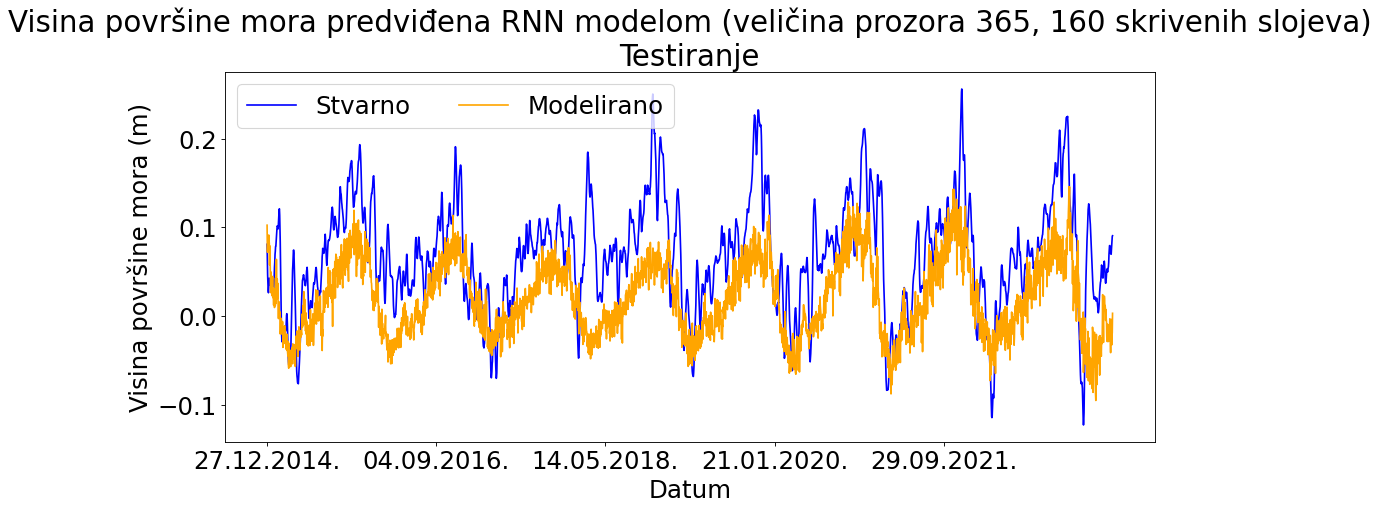 Visina površine mora predviđena RNN modelom (veličina prozora 365, 160 skrivenih slojeva)
Testiranje
Stvarno Modelirano
Visina površine mora (m)
0.2
0.1
0.0
−0.1
27.12.2014. 04.09.2016. 14.05.2018. 21.01.2020. 29.09.2021.
Datum